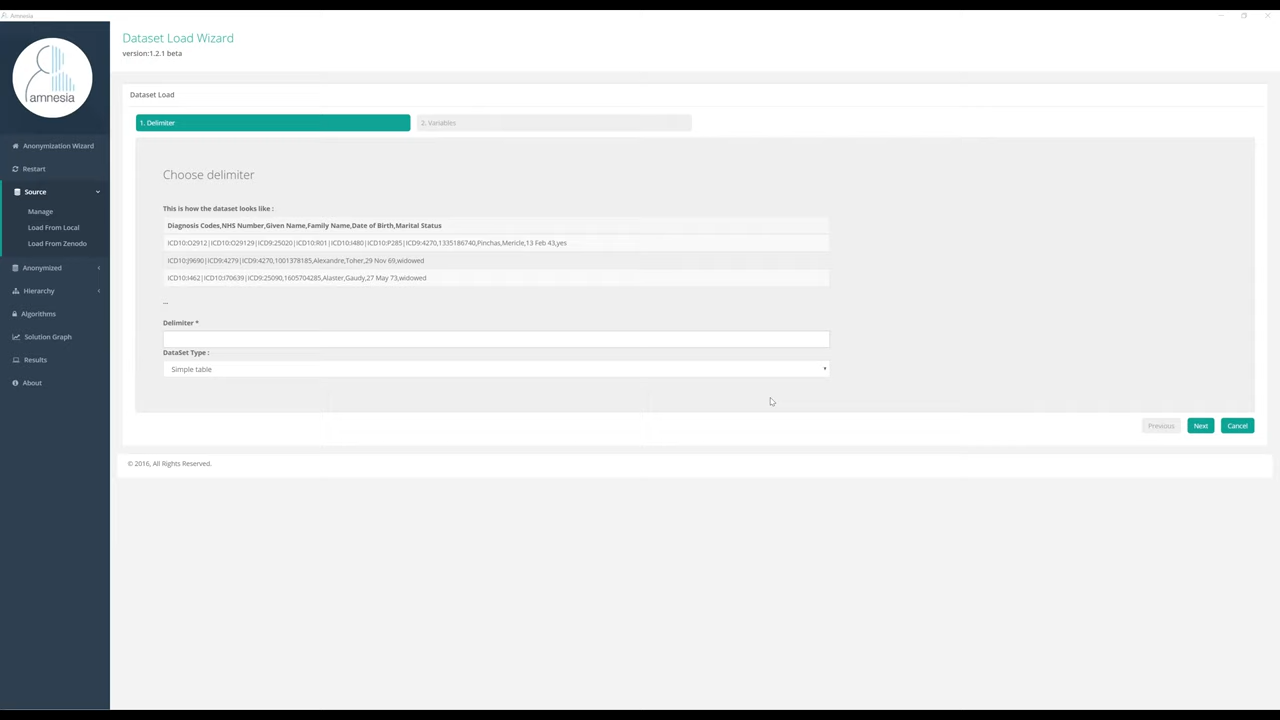 Amnesia
Dataset Load Wizard
version:1.2.1 beta
amnesia
Dataset Load
1. Delimiter
2. Variables
Anonymization Wizard
Restart
Source
Manage
Load From Local
Load From Zenodo
Anonymized
Hierarchy
Algorithms
Solution Graph
Results
About
Choose delimiter
This is how the dataset looks like :
Diagnosis Codes,NHS Number,Given Name,Family Name,Date of Birth,Marital Status
ICD10:O2912|ICD10:O29129|ICD9:25020|ICD10:R01|ICD10:I480|ICD10:P285|ICD9:4270,1335186740,Pinchas,Mericle,13 Feb 43,yes
ICD10:J9690|ICD9:4279|ICD9:4270,1001378185,Alexandre,Toher,29 Nov 69,widowed
ICD10:I462|ICD10:I70639|ICD9:25090,1605704285,Alaster,Gaudy,27 May 73,widowed
...
Delimiter *
DataSet Type :
Simple table
Previous
Next
Cancel
© 2016, All Rights Reserved.